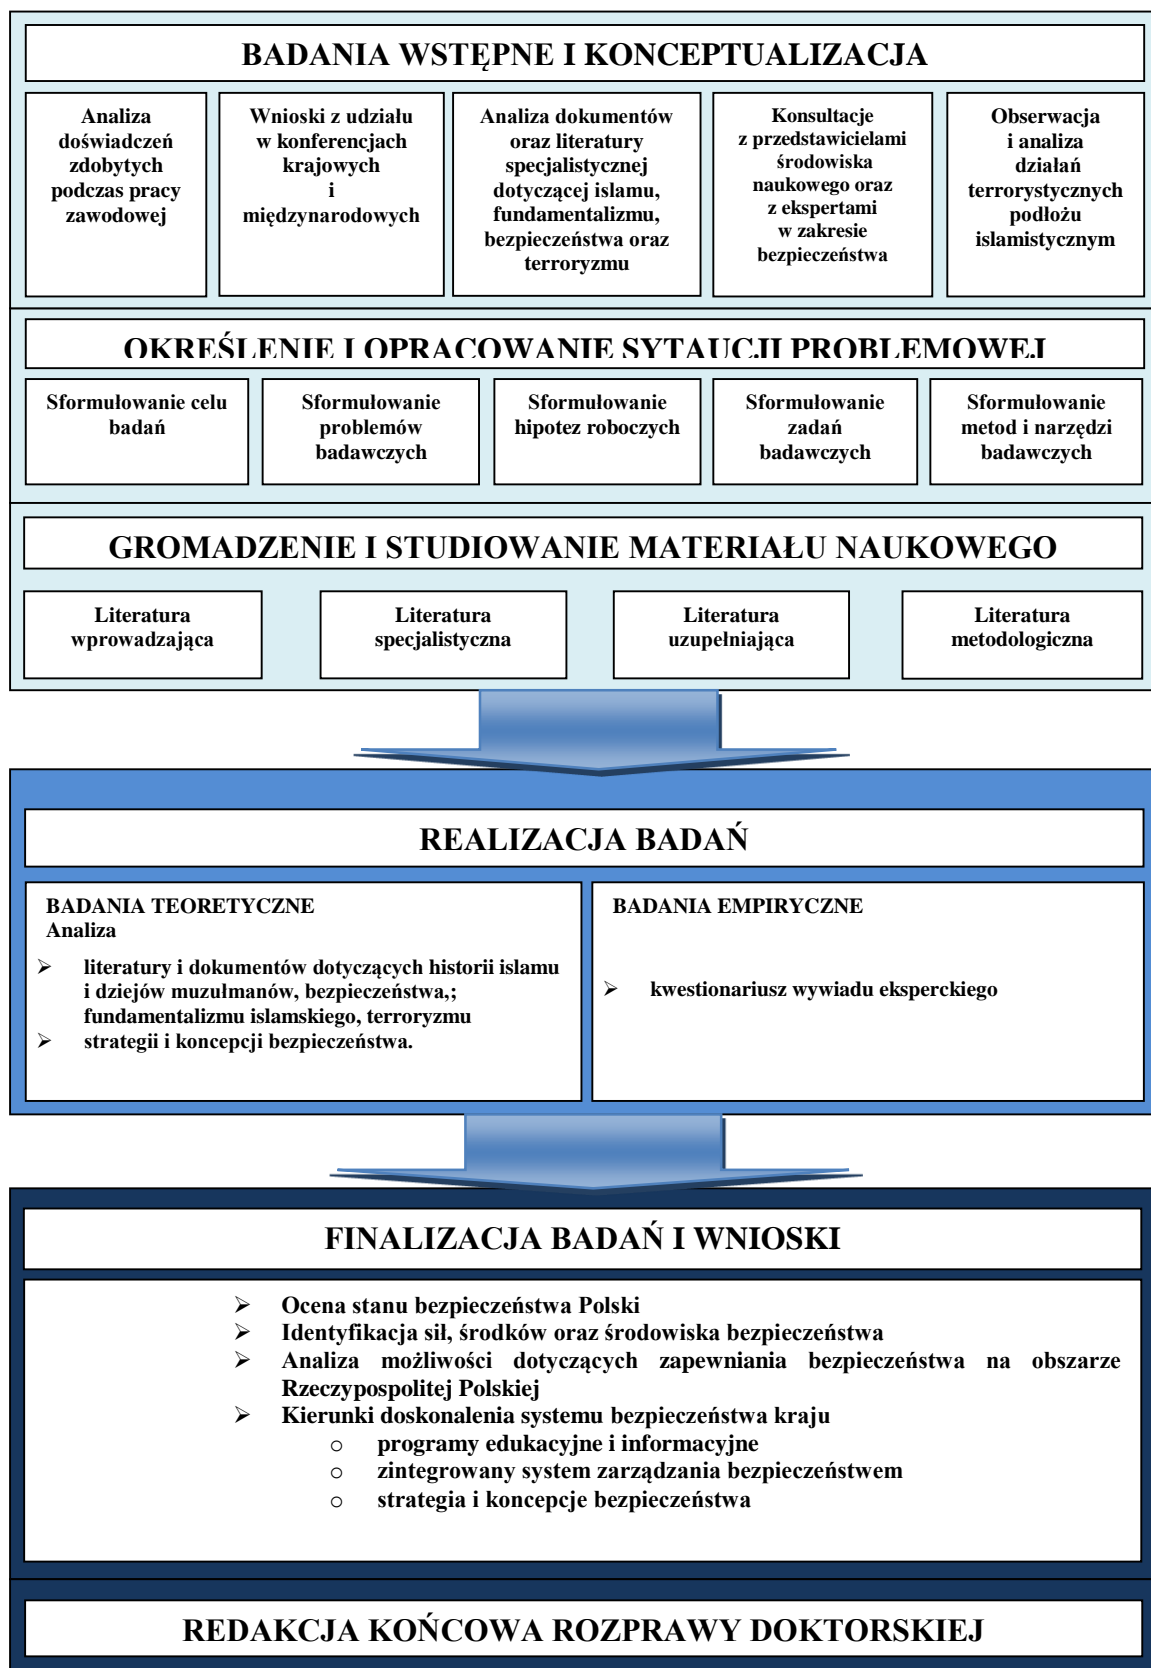 BADANIA WSTĘPNE I KONCEPTUALIZACJA
Analiza
doświadczeń
zdobytych
podczas pracy
zawodowej
Wnioski z udziału
w konferencjach
krajowych
i
międzynarodowych
Analiza dokumentów
oraz literatury
specjalistycznej
dotyczącej islamu,
fundamentalizmu,
bezpieczeństwa oraz
terroryzmu
Konsultacje
z przedstawicielami
środowiska
naukowego oraz
z ekspertami
w zakresie
bezpieczeństwa
Obserwacja
i analiza
działań
terrorystycznych
podłożu
islamistycznym
OKREŚLENIE I OPRACOWANIE SYTAUCJI PROBLEMOWEJ
Sformułowanie celu
badań
Sformułowanie
problemów
badawczych
Sformułowanie
hipotez roboczych
Sformułowanie
zadań
badawczych
Sformułowanie
metod i narzędzi
badawczych
GROMADZENIE I STUDIOWANIE MATERIAŁU NAUKOWEGO
Literatura
wprowadzająca
Literatura
specjalistyczna
Literatura
uzupełniająca
Literatura
metodologiczna
REALIZACJA BADAŃ
BADANIA TEORETYCZNE
Analiza
➢ literatury i dokumentów dotyczących historii islamu
i dziejów muzułmanów, bezpieczeństwa,;
fundamentalizmu islamskiego, terroryzmu
➢ strategii i koncepcji bezpieczeństwa.
BADANIA EMPIRYCZNE
➢ kwestionariusz wywiadu eksperckiego
FINALIZACJA BADAŃ I WNIOSKI
➢ Ocena stanu bezpieczeństwa Polski
➢ Identyfikacja sił, środków oraz środowiska bezpieczeństwa
➢ Analiza możliwości dotyczących zapewniania bezpieczeństwa na obszarze
Rzeczypospolitej Polskiej
➢ Kierunki doskonalenia systemu bezpieczeństwa kraju
o programy edukacyjne i informacyjne
o zintegrowany system zarządzania bezpieczeństwem
o strategia i koncepcje bezpieczeństwa
REDAKCJA KOŃCOWA ROZPRAWY DOKTORSKIEJ